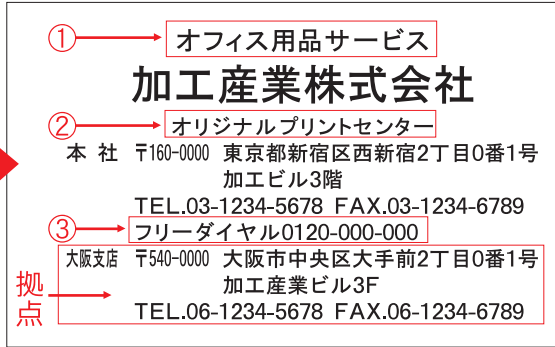 ① オフィス用品サービス
加工産業株式会社
② オリジナルプリントセンター
本 社 〒160-0000 東京都新宿区西新宿2丁目0番1号
加工ビル3階
TEL.03-1234-5678 FAX.03-1234-6789
③ フリーダイヤル0120-000-000
拠点
大阪支店 〒540-0000 大阪市中央区大手前2丁目0番1号
加工産業ビル3F
TEL.06-1234-5678 FAX.06-1234-6789